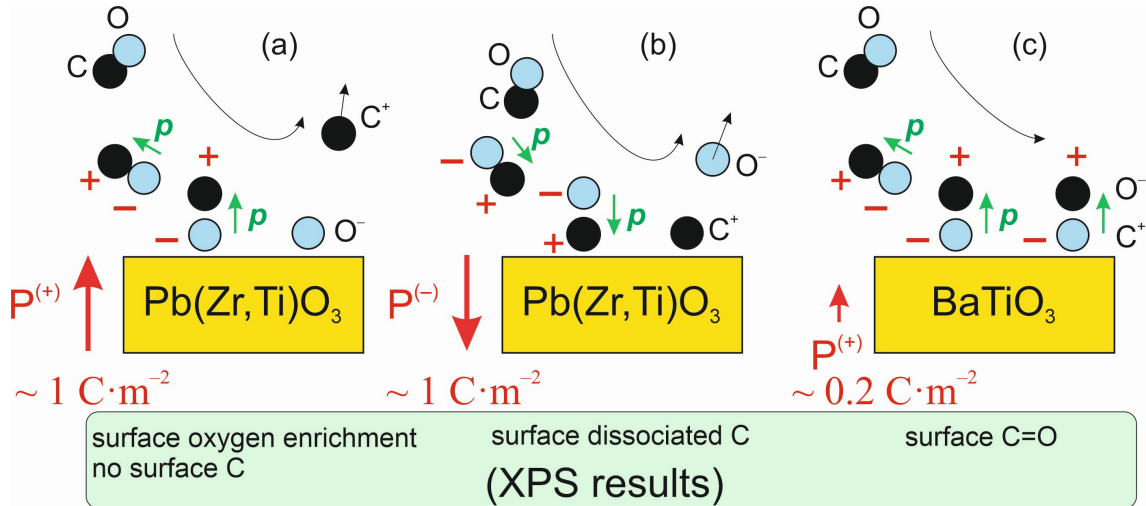 (a)
O
C
C⁺
p
+
+
−
−
p
O⁻
P⁽⁺⁾
Pb(Zr,Ti)O₃
~ 1 C·m⁻²
(b)
O
C
p
−
+
O⁻
−
p
+
C⁺
P⁽⁻⁾
Pb(Zr,Ti)O₃
~ 1 C·m⁻²
(c)
O
C
p
+
−
+
+
O⁻
−
p
−
C⁺
P⁽⁺⁾
BaTiO₃
~ 0.2 C·m⁻²
surface oxygen enrichment
no surface C
surface dissociated C
surface C=O
(XPS results)